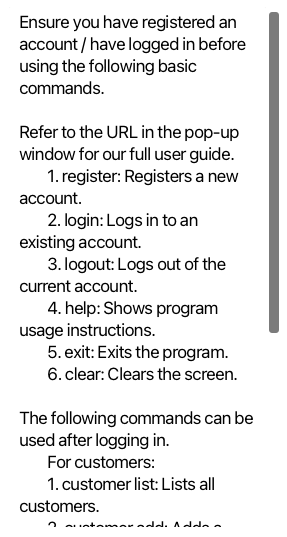 Ensure you have registered an
account / have logged in before
using the following basic
commands.
Refer to the URL in the pop-up
window for our full user guide.
1. register: Registers a new
account.
2. login: Logs in to an
existing account.
3. logout: Logs out of the
current account.
4. help: Shows program
usage instructions.
5. exit: Exits the program.
6. clear: Clears the screen.
The following commands can be
used after logging in.
For customers:
1. customer list: Lists all
customers.
2. customer add: Adds a